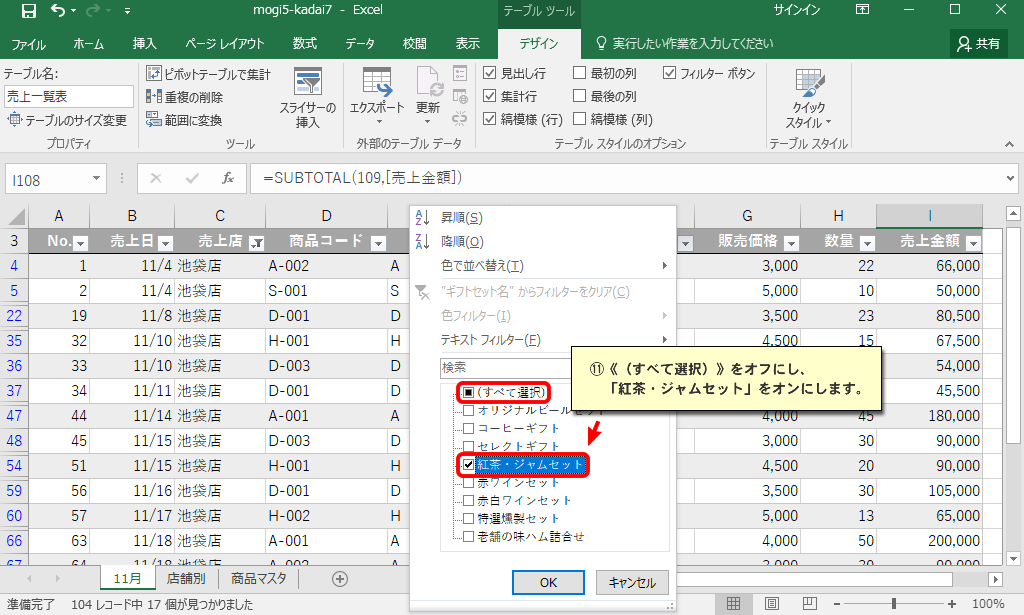 mogi5-kadai7 - Excel
テーブル ツール
サインイン
ファイル ホーム 挿入 ページ レイアウト 数式 データ 校閲 表示 デザイン 実行したい作業を入力してください 共有
テーブル名:
売上一覧表
テーブルのサイズ変更
プロパティ
ピボットテーブルで集計
重複の削除
範囲に変換
ツール
スライサーの
挿入
エクスポート
更新
外部のテーブル データ
見出し行 最初の列 フィルター ボタン
集計行 最後の列
縞模様 (行) 縞模様 (列)
テーブル スタイルのオプション
クイック
スタイル
テーブル スタイル
I108 fx =SUBTOTAL(109,[売上金額])
A B C D G H I
3 No. 売上日 売上店 商品コード 販売価格 数量 売上金額
4 1 11/4 池袋店 A-002 A 3,000 22 66,000
5 2 11/4 池袋店 S-001 S 5,000 10 50,000
22 19 11/8 池袋店 D-001 D 3,500 23 80,500
35 32 11/10 池袋店 H-001 H 4,500 15 67,500
36 33 11/10 池袋店 D-003 D 54,000
37 34 11/11 池袋店 D-001 D 45,500
47 44 11/14 池袋店 A-001 A 4,000 45 180,000
48 45 11/15 池袋店 D-003 D 3,000 30 90,000
54 51 11/15 池袋店 H-001 H 4,500 20 90,000
59 56 11/16 池袋店 D-001 D 3,500 30 105,000
60 57 11/17 池袋店 H-002 H 5,000 13 65,000
66 63 11/18 池袋店 A-001 A 4,000 50 200,000
67 64 11/18 池袋店 A-002 3,000 30 90,000
昇順(S)
降順(O)
色で並べ替え(T)
"ギフトセット名" からフィルターをクリア(C)
色フィルター(I)
テキスト フィルター(F)
検索
(すべて選択)
オリジナルビールセット
コーヒーギフト
セレクトギフト
紅茶・ジャムセット
赤ワインセット
赤白ワインセット
特選燻製セット
老舗の味ハム詰合せ
OK キャンセル
⑪《（すべて選択）》をオフにし、
「紅茶・ジャムセット」をオンにします。
11月 店舗別 商品マスタ
準備完了 104 レコード中 17 個が見つかりました 100%